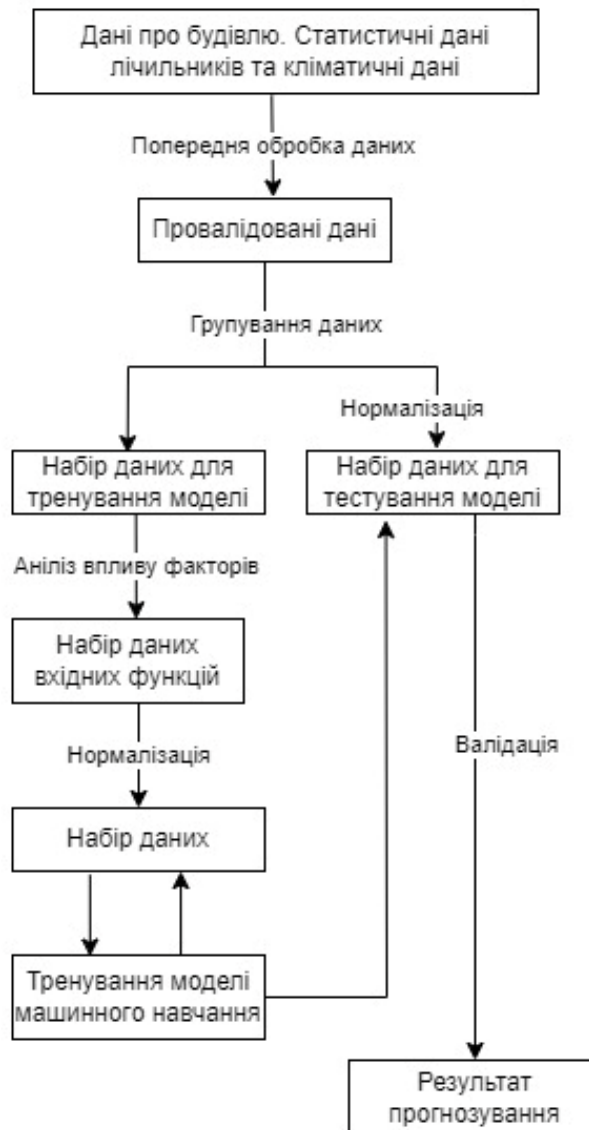 Дані про будівлю. Статистичні дані
лічильників та кліматичні дані
Попередня обробка даних
Провалідовані дані
Групування даних
Нормалізація
Набір даних для
тренування моделі
Набір даних для
тестування моделі
Аніліз впливу факторів
Набір даних
вхідних функцій
Нормалізація
Валідація
Набір даних
Тренування моделі
машинного навчання
Результат
прогнозування